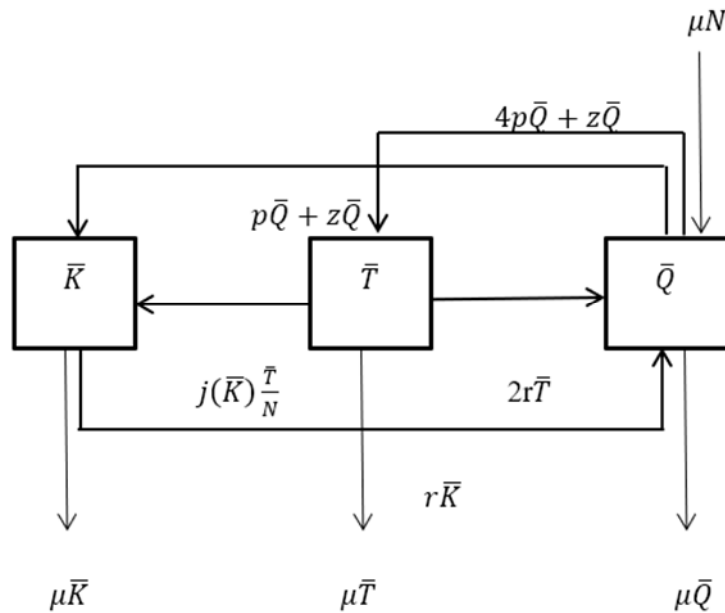 μN
4pQ̄ + zQ̄
pQ̄ + zQ̄
K̄ T̄ Q̄
j(K̄) T̄/N 2rT̄
rK̄
μK̄ μT̄ μQ̄